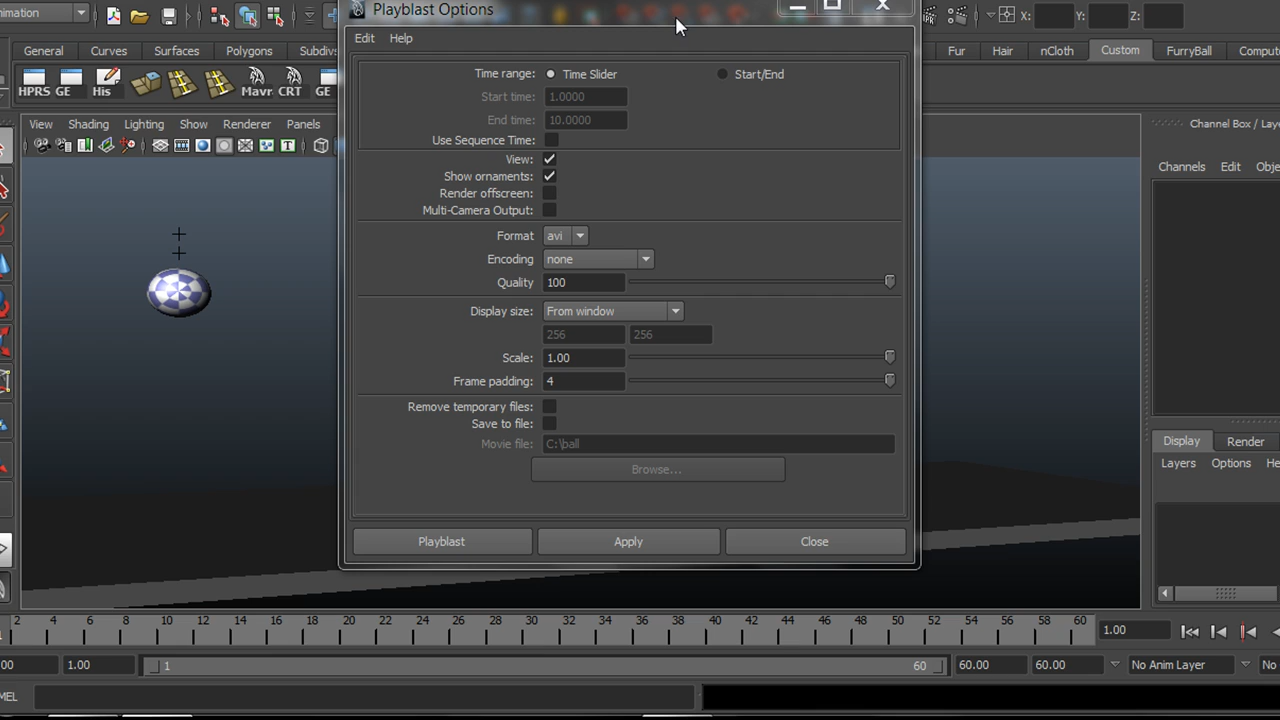 nimation
Playblast Options
X:
Y:
Z:
Edit Help
General Curves Surfaces Polygons Subdivs
Fur Hair nCloth Custom FurryBall Comput
HPRS GE His Mavr CRT GE
Time range: Time Slider Start/End
Start time: 1.0000
End time: 10.0000
Use Sequence Time:
View Shading Lighting Show Renderer Panels
Channel Box / Laye
View:
Show ornaments:
Render offscreen:
Multi-Camera Output:
Channels Edit Obje
Format avi
Encoding none
Quality 100
Display size: From window
256 256
Scale: 1.00
Frame padding: 4
Remove temporary files:
Save to file:
Movie file: C:\ball
Browse...
Display Render
Layers Options He
Playblast Apply Close
2 4 6 8 10 12 14 16 18 20 22 24 26 28 30 32 34 36 38 40 42 44 46 48 50 52 54 56 58 60
1.00
.00 1.00 1 60 60.00 60.00 No Anim Layer No
MEL